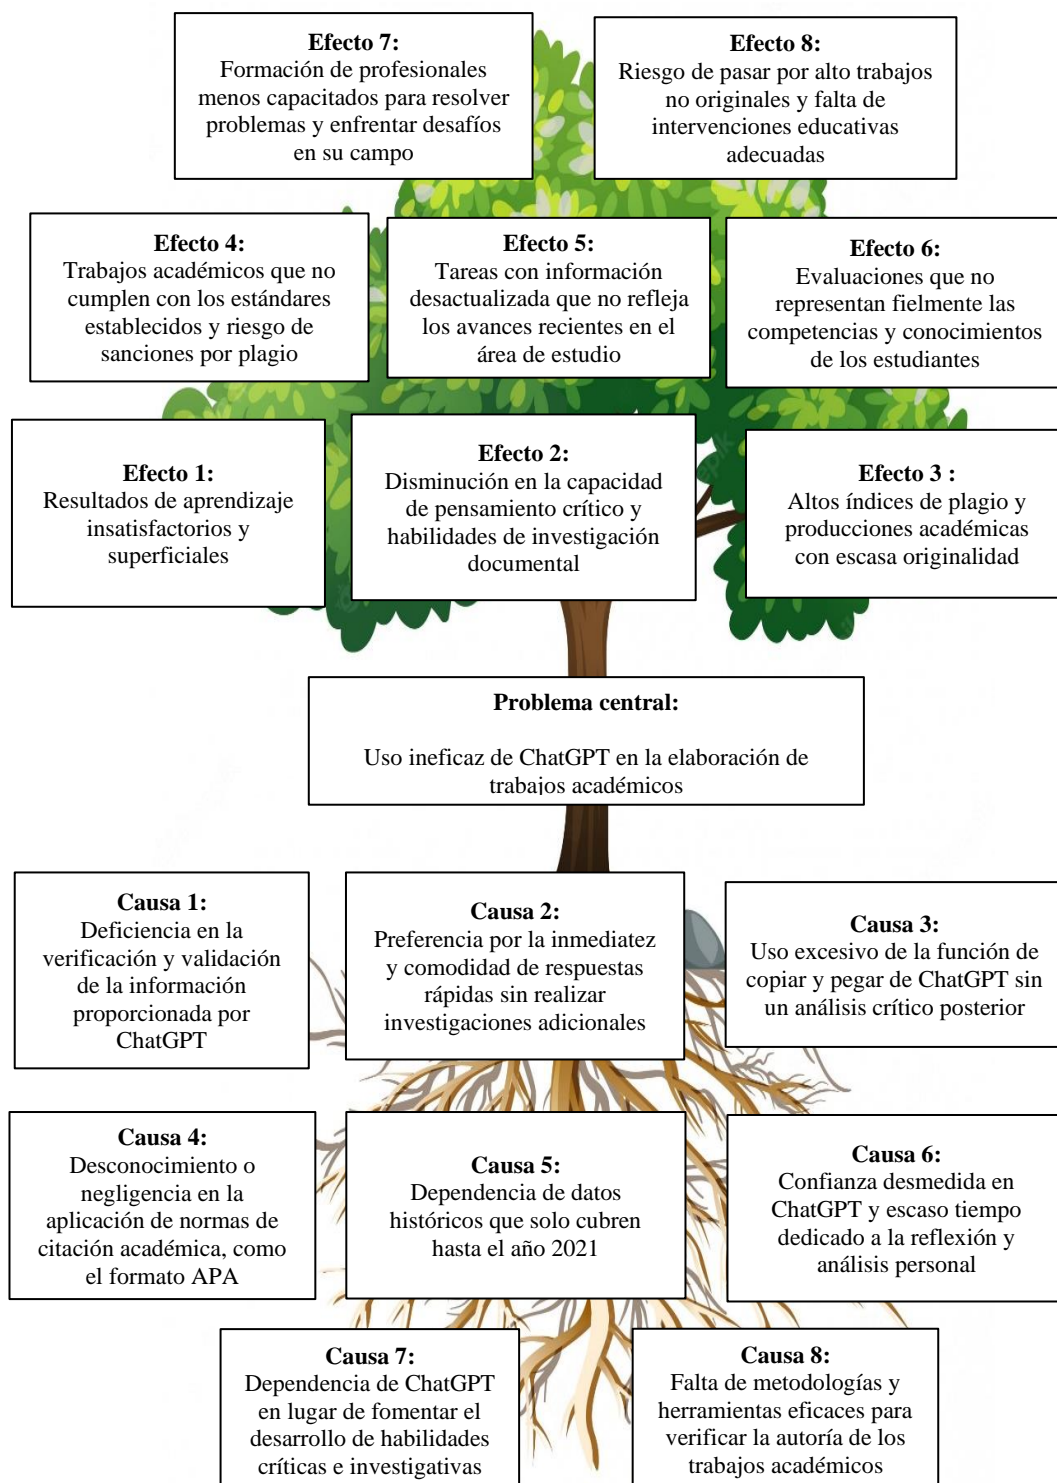 Efecto 7:
Formación de profesionales
menos capacitados para resolver
problemas y enfrentar desafíos
en su campo
Efecto 8:
Riesgo de pasar por alto trabajos
no originales y falta de
intervenciones educativas
adecuadas
Efecto 4:
Trabajos académicos que no
cumplen con los estándares
establecidos y riesgo de
sanciones por plagio
Efecto 5:
Tareas con información
desactualizada que no refleja
los avances recientes en el
área de estudio
Efecto 6:
Evaluaciones que no
representan fielmente las
competencias y conocimientos
de los estudiantes
Efecto 1:
Resultados de aprendizaje
insatisfactorios y
superficiales
Efecto 2:
Disminución en la capacidad
de pensamiento crítico y
habilidades de investigación
documental
Efecto 3 :
Altos índices de plagio y
producciones académicas
con escasa originalidad
Problema central:
Uso ineficaz de ChatGPT en la elaboración de
trabajos académicos
Causa 1:
Deficiencia en la
verificación y validación
de la información
proporcionada por
ChatGPT
Causa 2:
Preferencia por la inmediatez
y comodidad de respuestas
rápidas sin realizar
investigaciones adicionales
Causa 3:
Uso excesivo de la función de
copiar y pegar de ChatGPT sin
un análisis crítico posterior
Causa 4:
Desconocimiento o
negligencia en la
aplicación de normas de
citación académica, como
el formato APA
Causa 5:
Dependencia de datos
históricos que solo cubren
hasta el año 2021
Causa 6:
Confianza desmedida en
ChatGPT y escaso tiempo
dedicado a la reflexión y
análisis personal
Causa 7:
Dependencia de ChatGPT
en lugar de fomentar el
desarrollo de habilidades
críticas e investigativas
Causa 8:
Falta de metodologías y
herramientas eficaces para
verificar la autoría de los
trabajos académicos